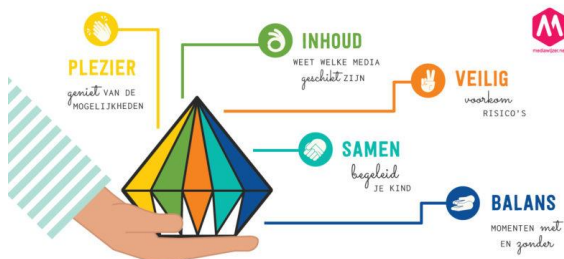 PLEZIER
geniet VAN DE
MOGELIJKHEDEN
INHOUD
WEET WELKE MEDIA
geschikt ZIJN
VEILIG
voorkom
RISICO'S
SAMEN
begeleid
JE KIND
BALANS
MOMENTEN met
EN zonder
mediawijzer.net